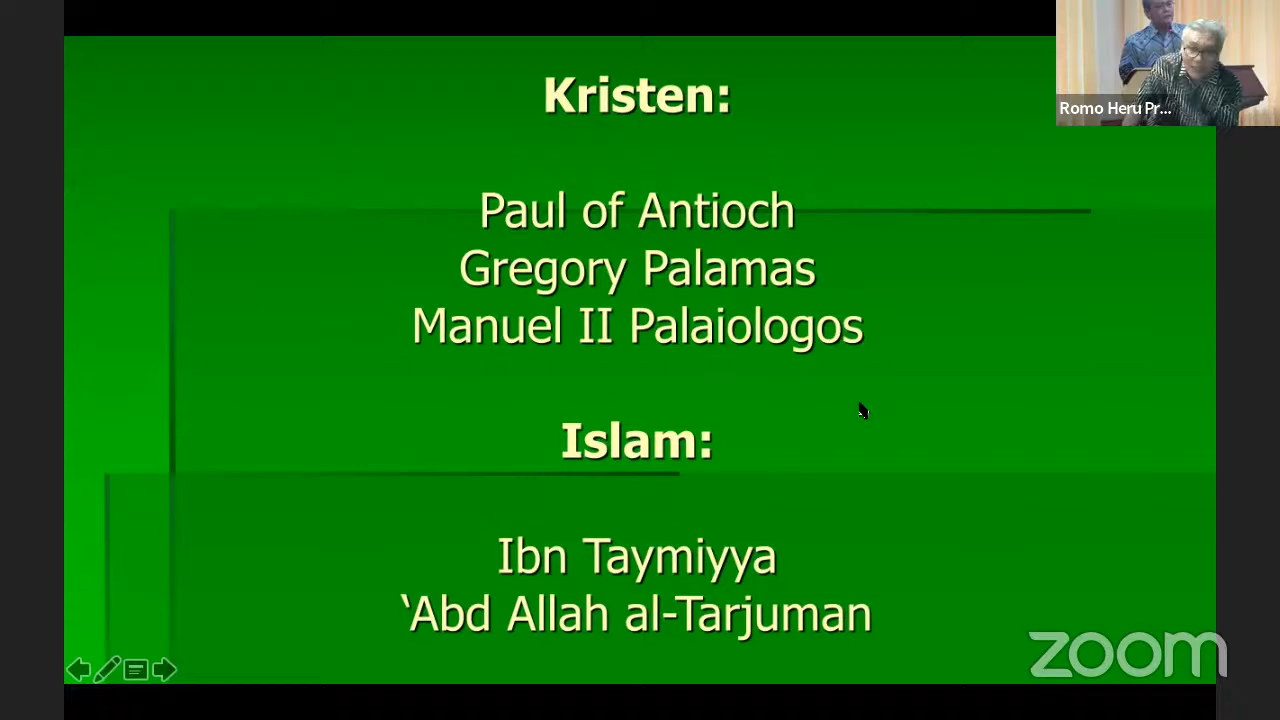 Kristen:
Paul of Antioch
Gregory Palamas
Manuel II Palaiologos
Islam:
Ibn Taymiyya
‘Abd Allah al-Tarjuman
Romo Heru Pr...
zoom